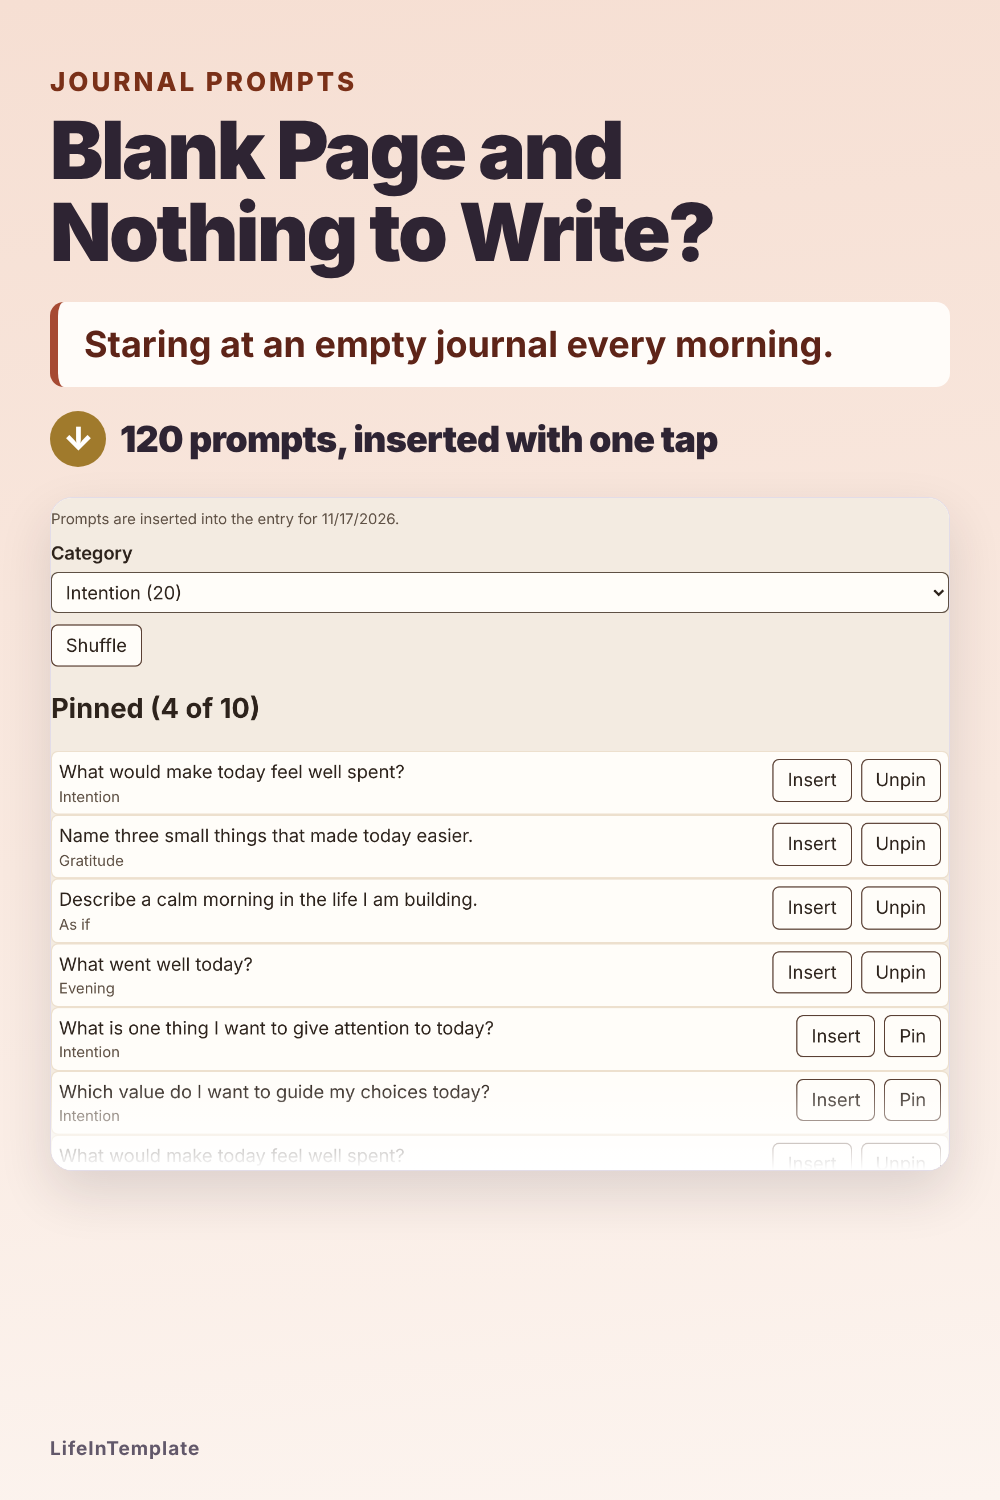 JOURNAL PROMPTS
Blank Page and
Nothing to Write?
Staring at an empty journal every morning.
120 prompts, inserted with one tap
Prompts are inserted into the entry for 11/17/2026.
Category
Intention (20)
Shuffle
Pinned (4 of 10)
What would make today feel well spent?
Intention
Insert
Unpin
Name three small things that made today easier.
Gratitude
Insert
Unpin
Describe a calm morning in the life I am building.
As if
Insert
Unpin
What went well today?
Evening
Insert
Unpin
What is one thing I want to give attention to today?
Intention
Insert
Pin
Which value do I want to guide my choices today?
Intention
Insert
Pin
What would make today feel well spent?
Insert
Unpin
LifeInTemplate